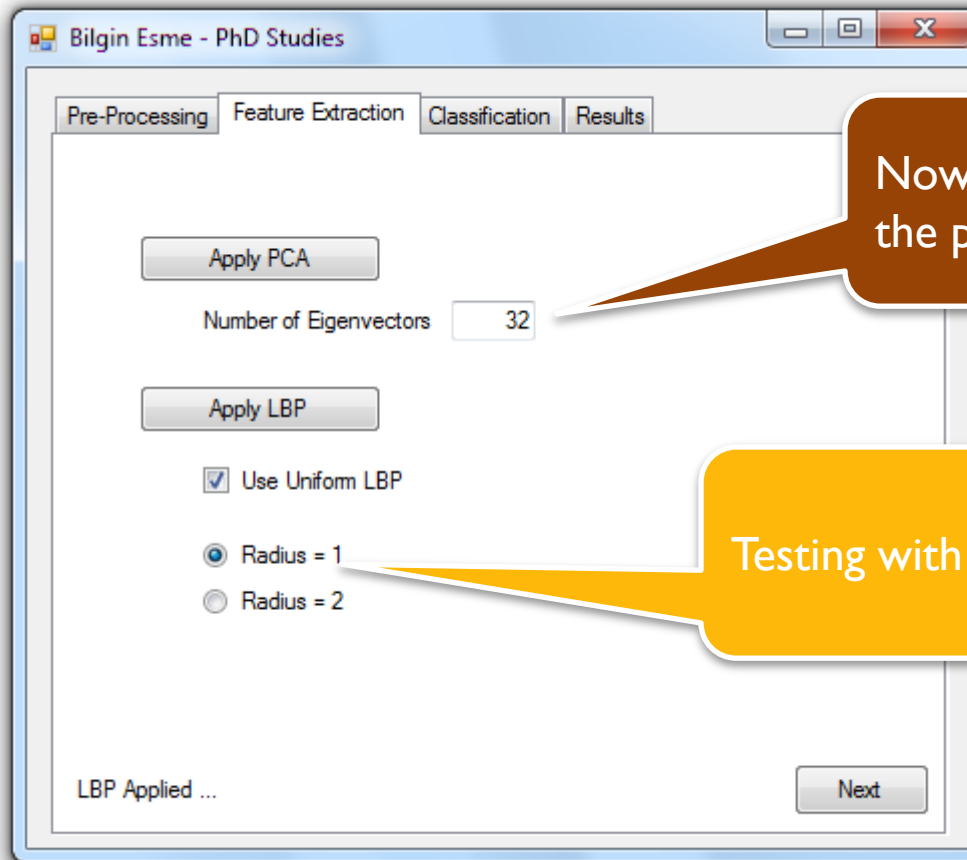 Bilgin Esme - PhD Studies
Pre-Processing Feature Extraction Classification Results
Now
the p
Apply PCA
Number of Eigenvectors 32
Apply LBP
Use Uniform LBP
Radius = 1
Testing with
Radius = 2
LBP Applied ...
Next